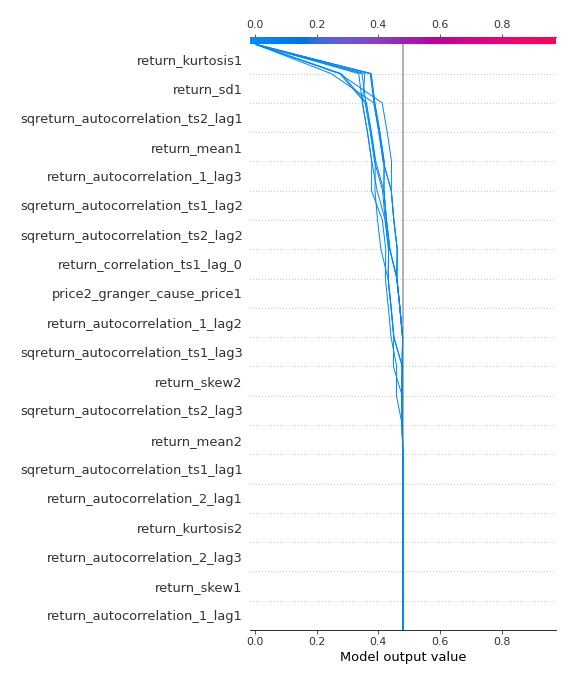 0.0 0.2 0.4 0.6 0.8
return_kurtosis1
return_sd1
sqreturn_autocorrelation_ts2_lag1
return_mean1
return_autocorrelation_1_lag3
sqreturn_autocorrelation_ts1_lag2
sqreturn_autocorrelation_ts2_lag2
return_correlation_ts1_lag_0
price2_granger_cause_price1
return_autocorrelation_1_lag2
sqreturn_autocorrelation_ts1_lag3
return_skew2
sqreturn_autocorrelation_ts2_lag3
return_mean2
sqreturn_autocorrelation_ts1_lag1
return_autocorrelation_2_lag1
return_kurtosis2
return_autocorrelation_2_lag3
return_skew1
return_autocorrelation_1_lag1
0.0 0.2 0.4 0.6 0.8
Model output value